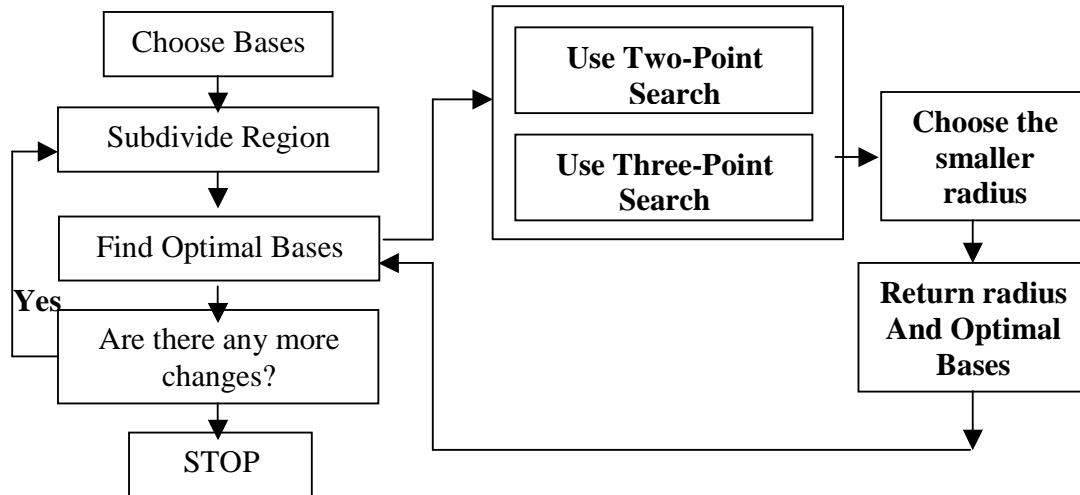 Choose Bases
Subdivide Region
Find Optimal Bases
Yes
Are there any more
changes?
STOP
Use Two-Point
Search
Use Three-Point
Search
Choose the
smaller
radius
Return radius
And Optimal
Bases